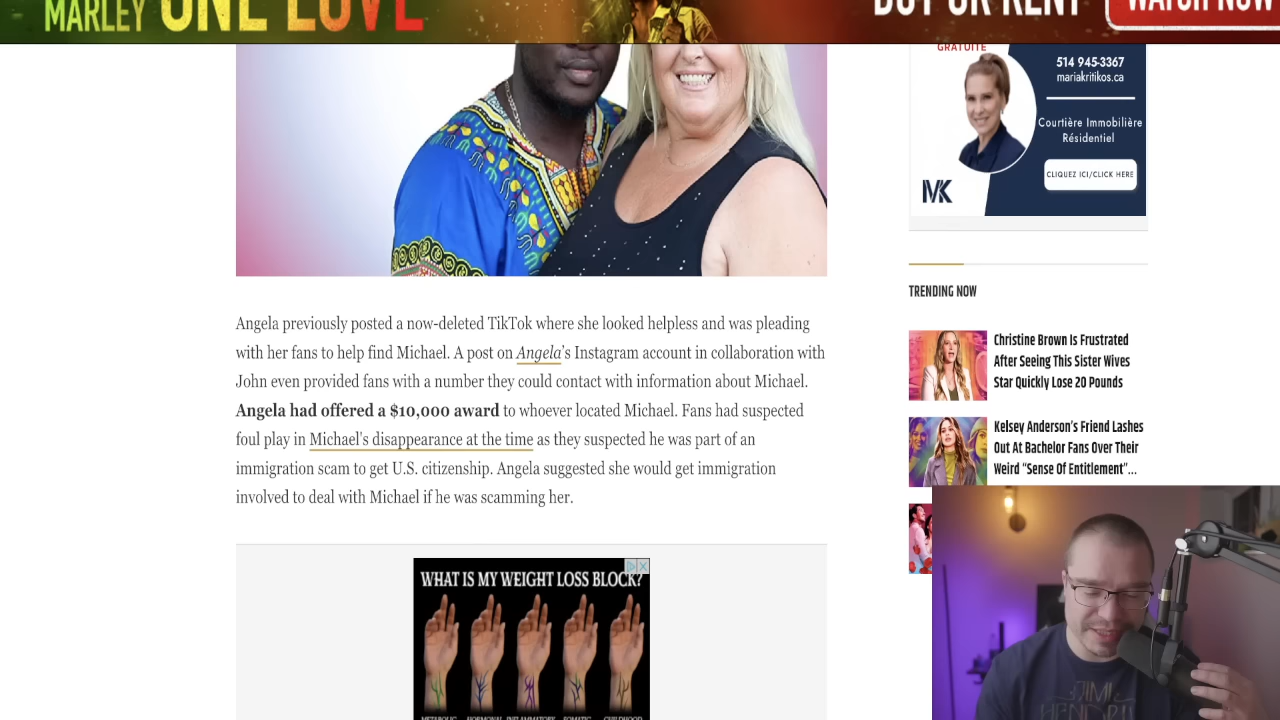 MARLEY ONE LOVE
BUY OR RENT
WATCH NOW
GRATUITE
514 945-3367
mariakritikos.ca
Courtière Immobilière
Résidentiel
CLIQUEZ ICI/CLICK HERE
MK
Angela previously posted a now-deleted TikTok where she looked helpless and was pleading
with her fans to help find Michael. A post on Angela's Instagram account in collaboration with
John even provided fans with a number they could contact with information about Michael.
Angela had offered a $10,000 award to whoever located Michael. Fans had suspected
foul play in Michael's disappearance at the time as they suspected he was part of an
immigration scam to get U.S. citizenship. Angela suggested she would get immigration
involved to deal with Michael if he was scamming her.
TRENDING NOW
Christine Brown Is Frustrated
After Seeing This Sister Wives
Star Quickly Lose 20 Pounds
Kelsey Anderson's Friend Lashes
Out At Bachelor Fans Over Their
Weird "Sense Of Entitlement"...
WHAT IS MY WEIGHT LOSS BLOCK?
METABOLIC HORMONAL INFLAMMATORY SOMATIC CHILDHOOD
JIMI
HENDRI